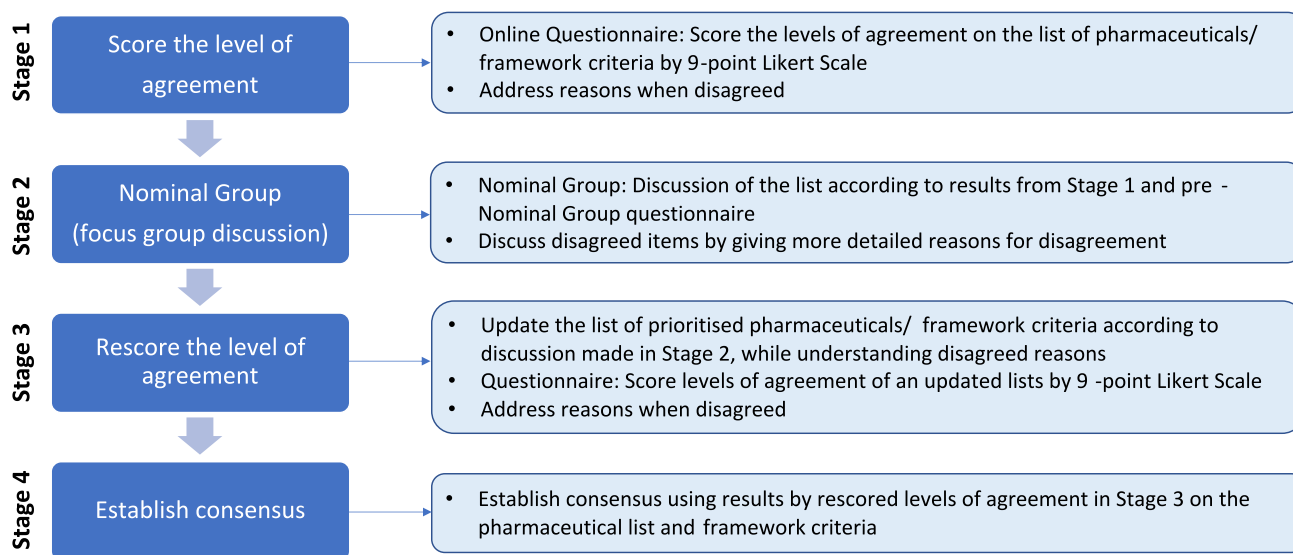 Stage 1
Score the level of
agreement
• Online Questionnaire: Score the levels of agreement on the list of pharmaceuticals/
framework criteria by 9-point Likert Scale
• Address reasons when disagreed
Stage 2
Nominal Group
(focus group discussion)
• Nominal Group: Discussion of the list according to results from Stage 1 and pre -
Nominal Group questionnaire
• Discuss disagreed items by giving more detailed reasons for disagreement
Stage 3
Rescore the level of
agreement
• Update the list of prioritised pharmaceuticals/ framework criteria according to
discussion made in Stage 2, while understanding disagreed reasons
• Questionnaire: Score levels of agreement of an updated lists by 9 -point Likert Scale
• Address reasons when disagreed
Stage 4
Establish consensus
• Establish consensus using results by rescored levels of agreement in Stage 3 on the
pharmaceutical list and framework criteria